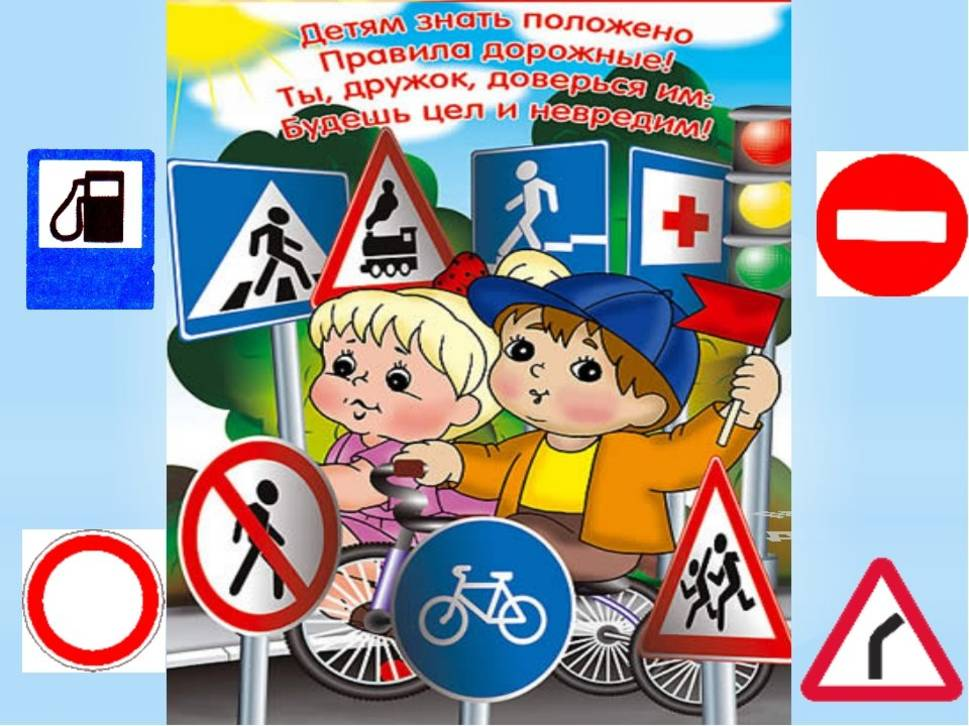 Детям знать положено
Правила дорожные!
Ты, дружок, доверься им:
Будешь цел и невредим!